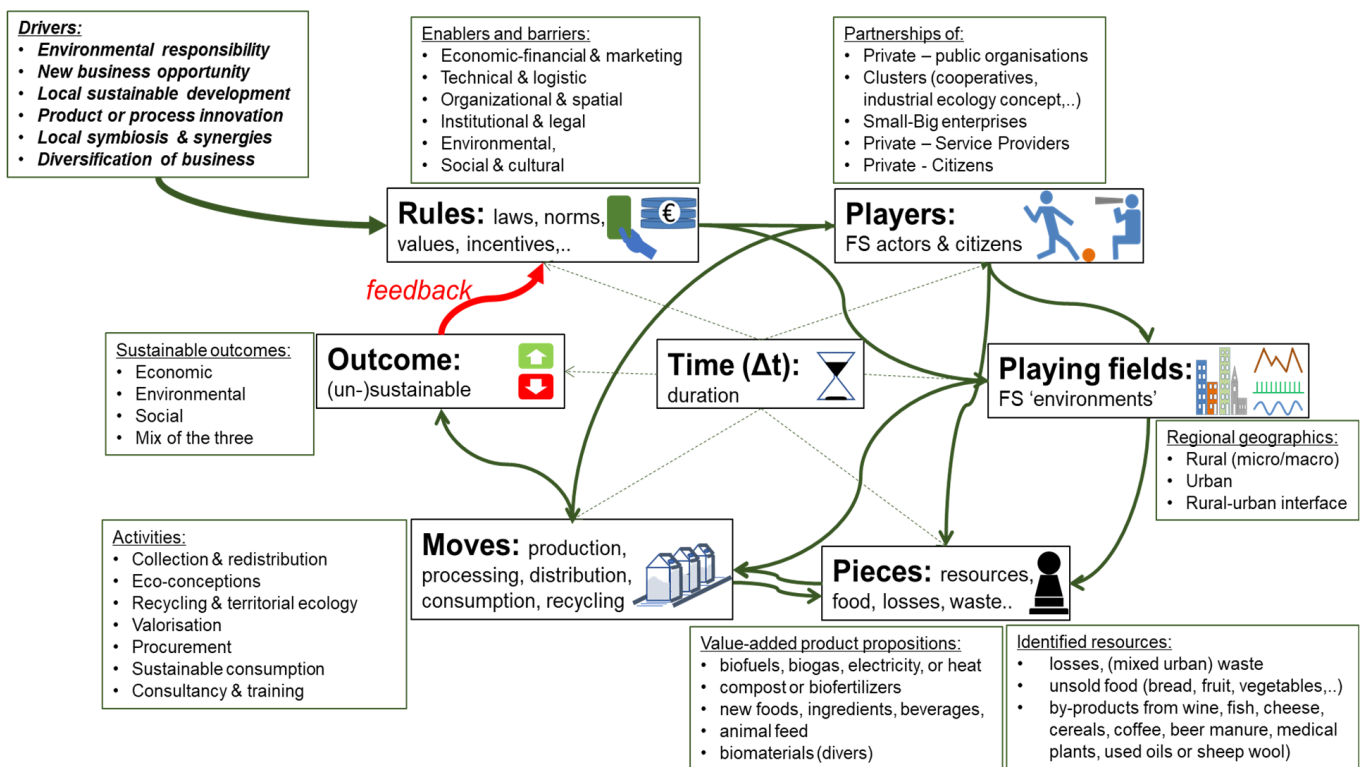 Drivers:
• Environmental responsibility
• New business opportunity
• Local sustainable development
• Product or process innovation
• Local symbiosis & synergies
• Diversification of business
Enablers and barriers:
• Economic-financial & marketing
• Technical & logistic
• Organizational & spatial
• Institutional & legal
• Environmental,
• Social & cultural
Partnerships of:
• Private – public organisations
• Clusters (cooperatives,
industrial ecology concept,..)
• Small-Big enterprises
• Private – Service Providers
• Private - Citizens
Rules: laws, norms,
values, incentives,..
€
Players:
FS actors & citizens
feedback
Sustainable outcomes:
• Economic
• Environmental
• Social
• Mix of the three
Outcome:
(un-)sustainable
Time (Δt):
duration
Playing fields:
FS ‘environments’
Regional geographics:
• Rural (micro/macro)
• Urban
• Rural-urban interface
Activities:
• Collection & redistribution
• Eco-conceptions
• Recycling & territorial ecology
• Valorisation
• Procurement
• Sustainable consumption
• Consultancy & training
Moves: production,
processing, distribution,
consumption, recycling
Pieces: resources,
food, losses, waste..
Value-added product propositions:
• biofuels, biogas, electricity, or heat
• compost or biofertilizers
• new foods, ingredients, beverages,
• animal feed
• biomaterials (divers)
Identified resources:
• losses, (mixed urban) waste
• unsold food (bread, fruit, vegetables,..)
• by-products from wine, fish, cheese,
cereals, coffee, beer manure, medical
plants, used oils or sheep wool)